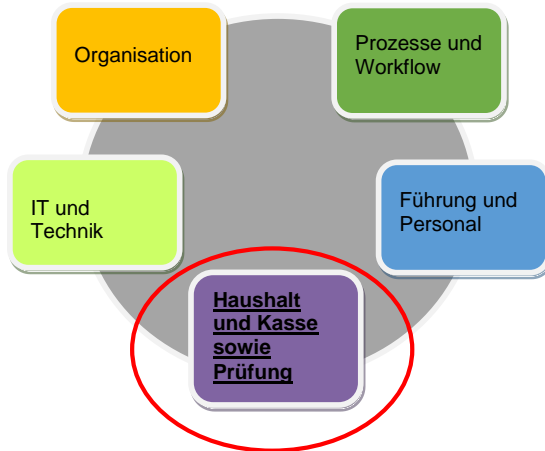 Organisation
Prozesse und
Workflow
IT und
Technik
Führung und
Personal
Haushalt
und Kasse
sowie
Prüfung